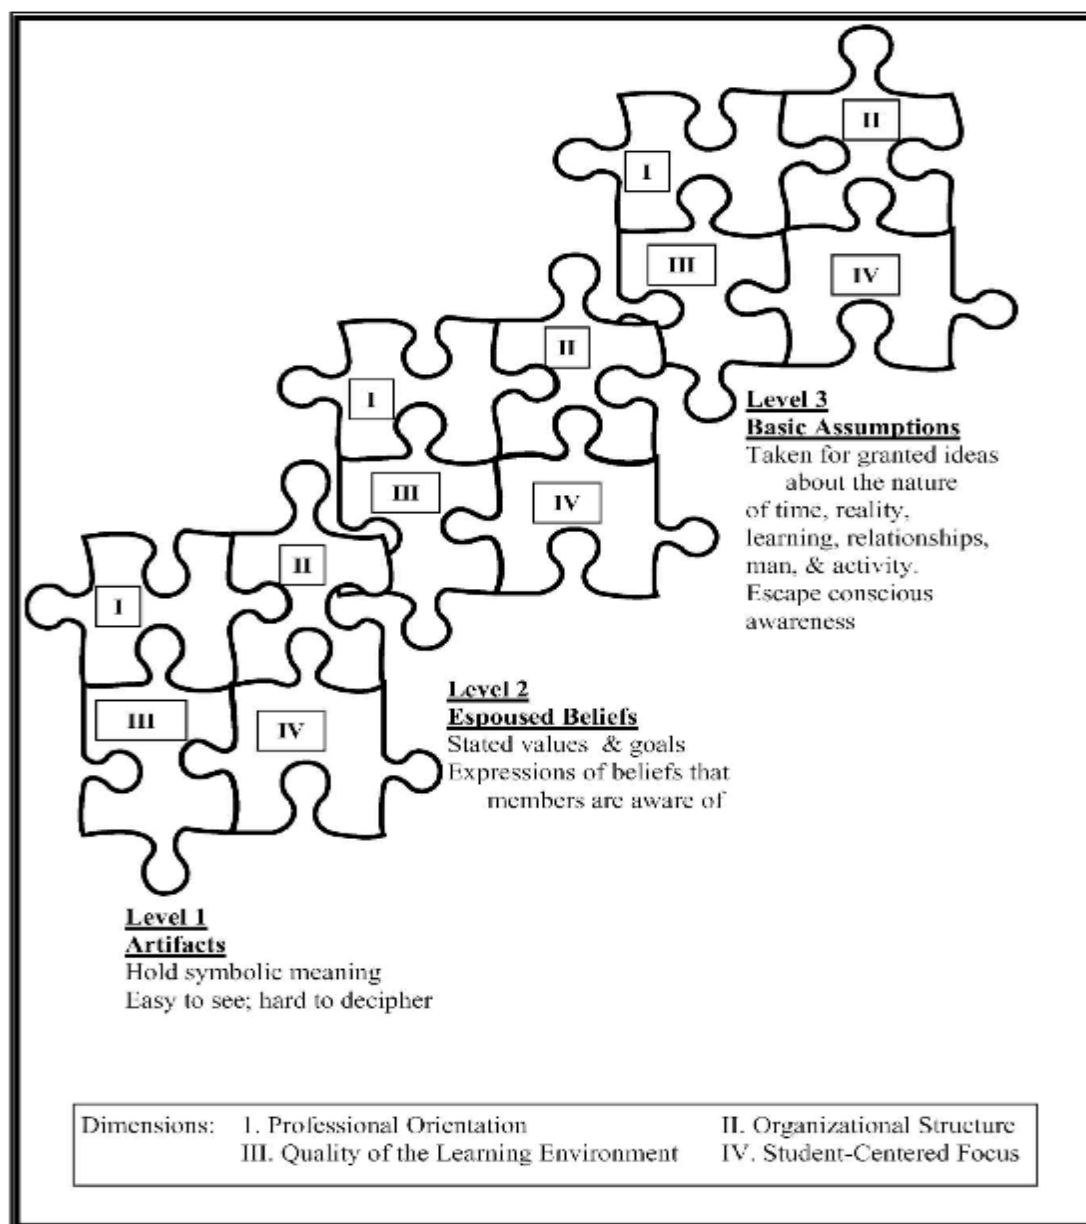 II
I
III
IV
Level 3
Basic Assumptions
Taken for granted ideas
about the nature
of time, reality,
learning, relationships,
man, & activity.
Escape conscious
awareness
II
I
III
IV
Level 2
Espoused Beliefs
Stated values & goals
Expressions of beliefs that
members are aware of
II
I
III
IV
Level 1
Artifacts
Hold symbolic meaning
Easy to see; hard to decipher
Dimensions: I. Professional Orientation II. Organizational Structure
III. Quality of the Learning Environment IV. Student-Centered Focus